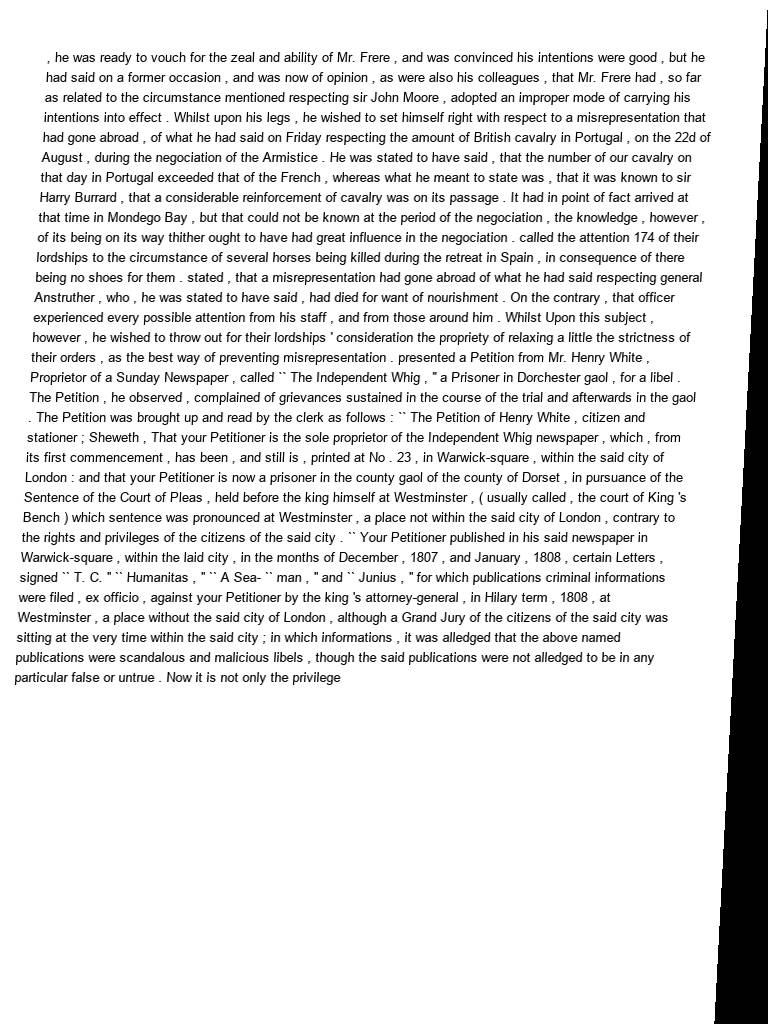 , he was ready to vouch for the zeal and ability of Mr. Frere , and was convinced his intentions were good , but he
had said on a former occasion , and was now of opinion , as were also his colleagues , that Mr. Frere had , so far
as related to the circumstance mentioned respecting sir John Moore , adopted an improper mode of carrying his
intentions into effect . Whilst upon his legs , he wished to set himself right with respect to a misrepresentation that
had gone abroad , of what he had said on Friday respecting the amount of British cavalry in Portugal , on the 22d of
August , during the negociation of the Armistice . He was stated to have said , that the number of our cavalry on
that day in Portugal exceeded that of the French , whereas what he meant to state was , that it was known to sir
Harry Burrard , that a considerable reinforcement of cavalry was on its passage . It had in point of fact arrived at
that time in Mondego Bay , but that could not be known at the period of the negociation , the knowledge , however ,
of its being on its way thither ought to have had great influence in the negociation . called the attention 174 of their
lordships to the circumstance of several horses being killed during the retreat in Spain , in consequence of there
being no shoes for them . stated , that a misrepresentation had gone abroad of what he had said respecting general
Anstruther , who , he was stated to have said , had died for want of nourishment . On the contrary , that officer
experienced every possible attention from his staff , and from those around him . Whilst Upon this subject ,
however , he wished to throw out for their lordships ' consideration the propriety of relaxing a little the strictness of
their orders , as the best way of preventing misrepresentation . presented a Petition from Mr. Henry White ,
Proprietor of a Sunday Newspaper , called `` The Independent Whig , '' a Prisoner in Dorchester gaol , for a libel .
The Petition , he observed , complained of grievances sustained in the course of the trial and afterwards in the gaol
. The Petition was brought up and read by the clerk as follows : `` The Petition of Henry White , citizen and
stationer ; Sheweth , That your Petitioner is the sole proprietor of the Independent Whig newspaper , which , from
its first commencement , has been , and still is , printed at No . 23 , in Warwick-square , within the said city of
London : and that your Petitioner is now a prisoner in the county gaol of the county of Dorset , in pursuance of the
Sentence of the Court of Pleas , held before the king himself at Westminster , ( usually called , the court of King 's
Bench ) which sentence was pronounced at Westminster , a place not within the said city of London , contrary to
the rights and privileges of the citizens of the said city . `` Your Petitioner published in his said newspaper in
Warwick-square , within the laid city , in the months of December , 1807 , and January , 1808 , certain Letters ,
signed `` T. C. '' `` Humanitas , '' `` A Sea- `` man , '' and `` Junius , '' for which publications criminal informations
were filed , ex officio , against your Petitioner by the king 's attorney-general , in Hilary term , 1808 , at
Westminster , a place without the said city of London , although a Grand Jury of the citizens of the said city was
sitting at the very time within the said city ; in which informations , it was alledged that the above named
publications were scandalous and malicious libels , though the said publications were not alledged to be in any
particular false or untrue . Now it is not only the privilege